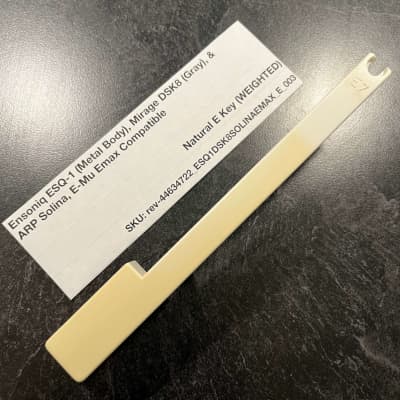 Ensoniq ESQ-1 (Metal Body), Mirage DSK8 (Gray), &
ARP Solina, E-Mu Emax Compatible
Natural E Key (WEIGHTED)
SKU: rev-44634722_ESQ1DSK8SOLINAEMAX_E_003